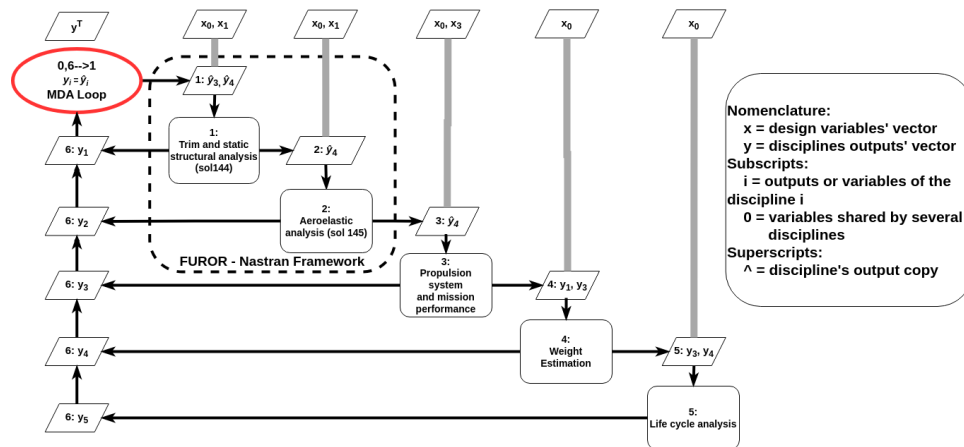 yᵀ
x₀, x₁
x₀, x₁
x₀, x₃
x₀
x₀
0,6-->1
yᵢ = ŷᵢ
MDA Loop
1: ŷ₃, ŷ₄
6: y₁
1:
Trim and static
structural analysis
(sol144)
2: ŷ₄
6: y₂
2:
Aeroelastic
analysis (sol 145)
3: ŷ₄
FUROR - Nastran Framework
6: y₃
3:
Propulsion
system
and mission
performance
4: y₁, y₃
6: y₄
4:
Weight
Estimation
5: y₃, y₄
6: y₅
5:
Life cycle analysis
Nomenclature:
x = design variables' vector
y = disciplines outputs' vector
Subscripts:
i = outputs or variables of the
discipline i
0 = variables shared by several
disciplines
Superscripts:
^ = discipline's output copy